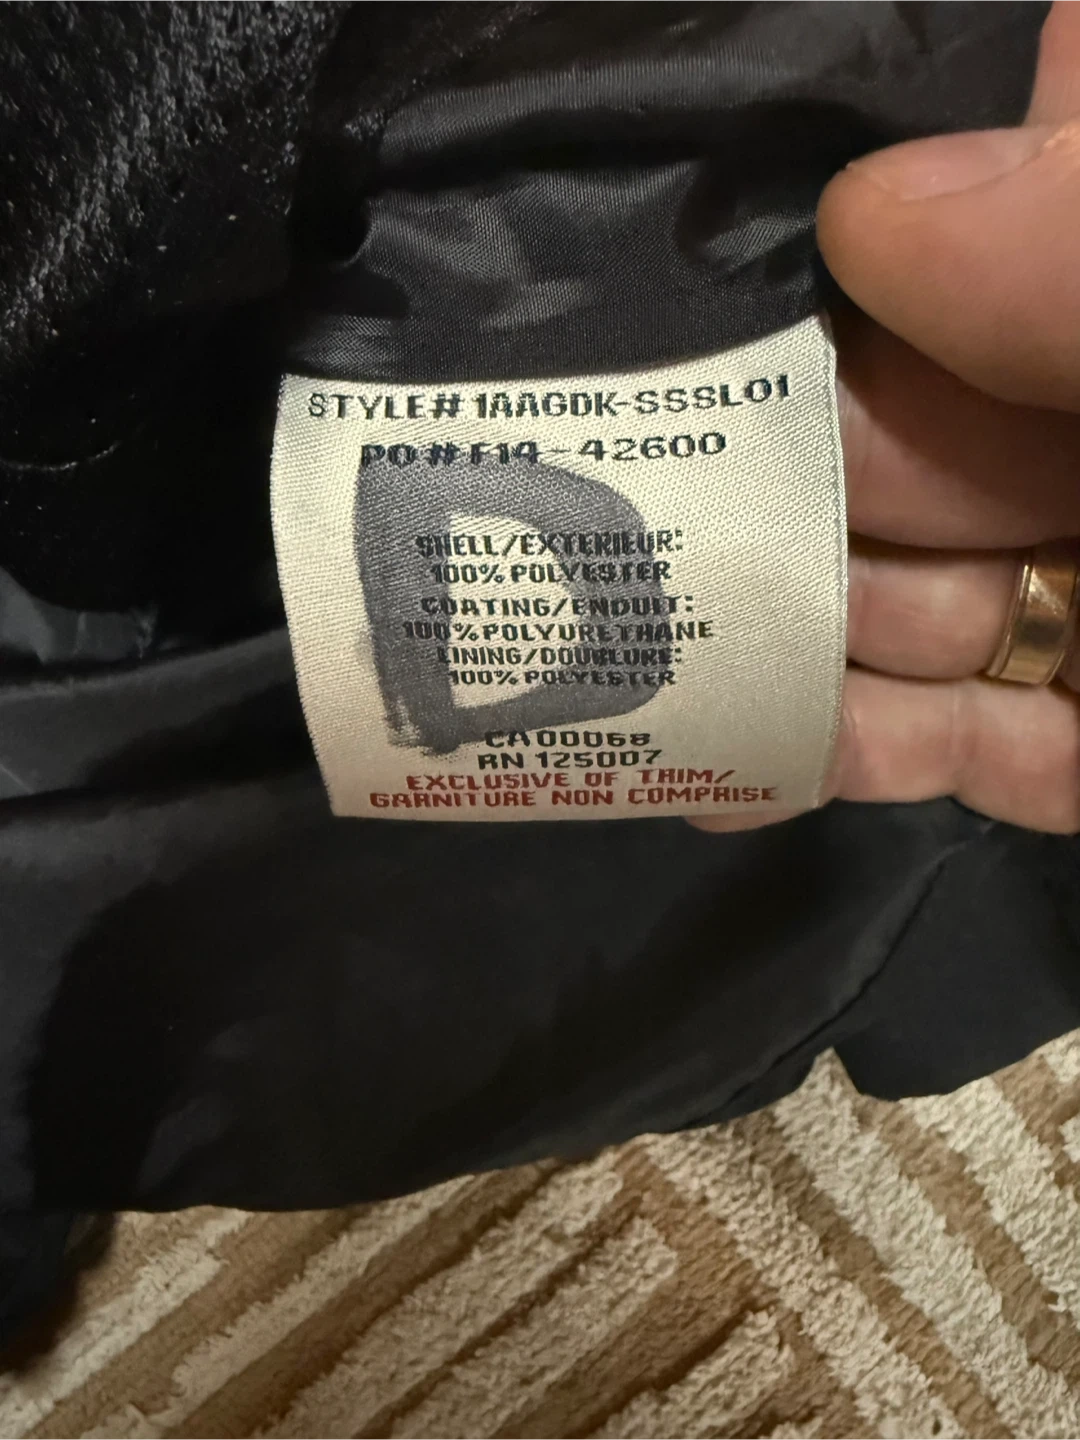 STYLE# 1AAGDK-SSSL01
PO# F14-42600
D
SHELL/EXTERIEUR:
100% POLYESTER
COATING/ENDUIT:
100% POLYURETHANE
LINING/DOUBLURE:
100% POLYESTER
CA00068
RN 125007
EXCLUSIVE OF TRIM/
GARNITURE NON COMPRISE